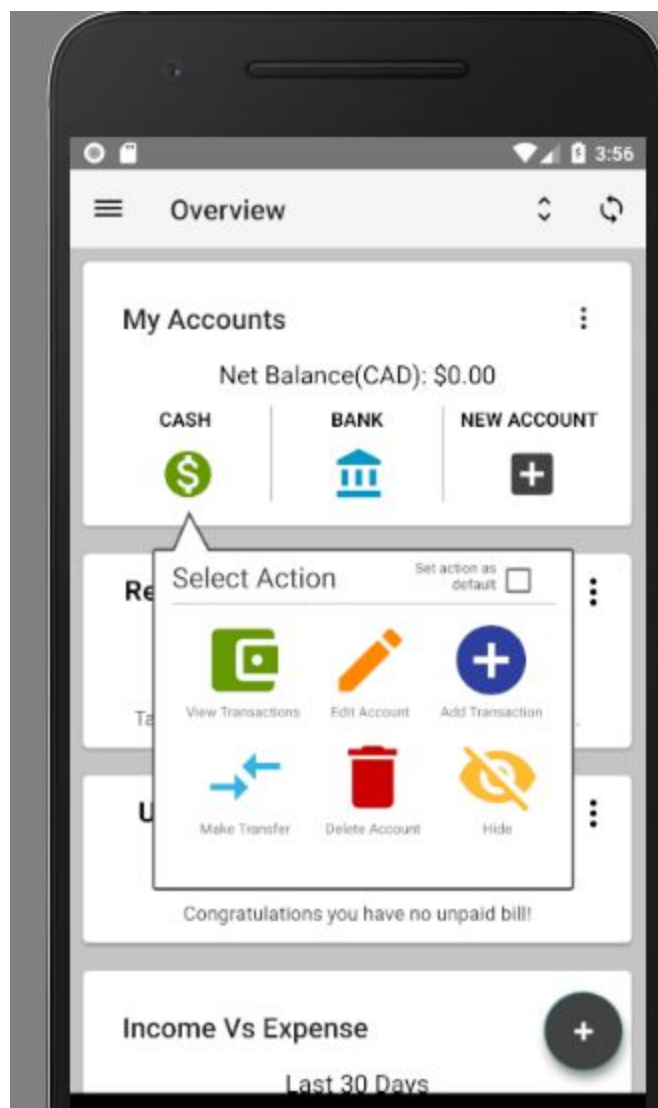 3:56
Overview
My Accounts
Net Balance(CAD): $0.00
CASH BANK NEW ACCOUNT
Select Action
Set action as
default
Re
View Transactions Edit Account Add Transaction
Ta
Make Transfer Delete Account Hide
U
Congratulations you have no unpaid bill!
Income Vs Expense
Last 30 Days